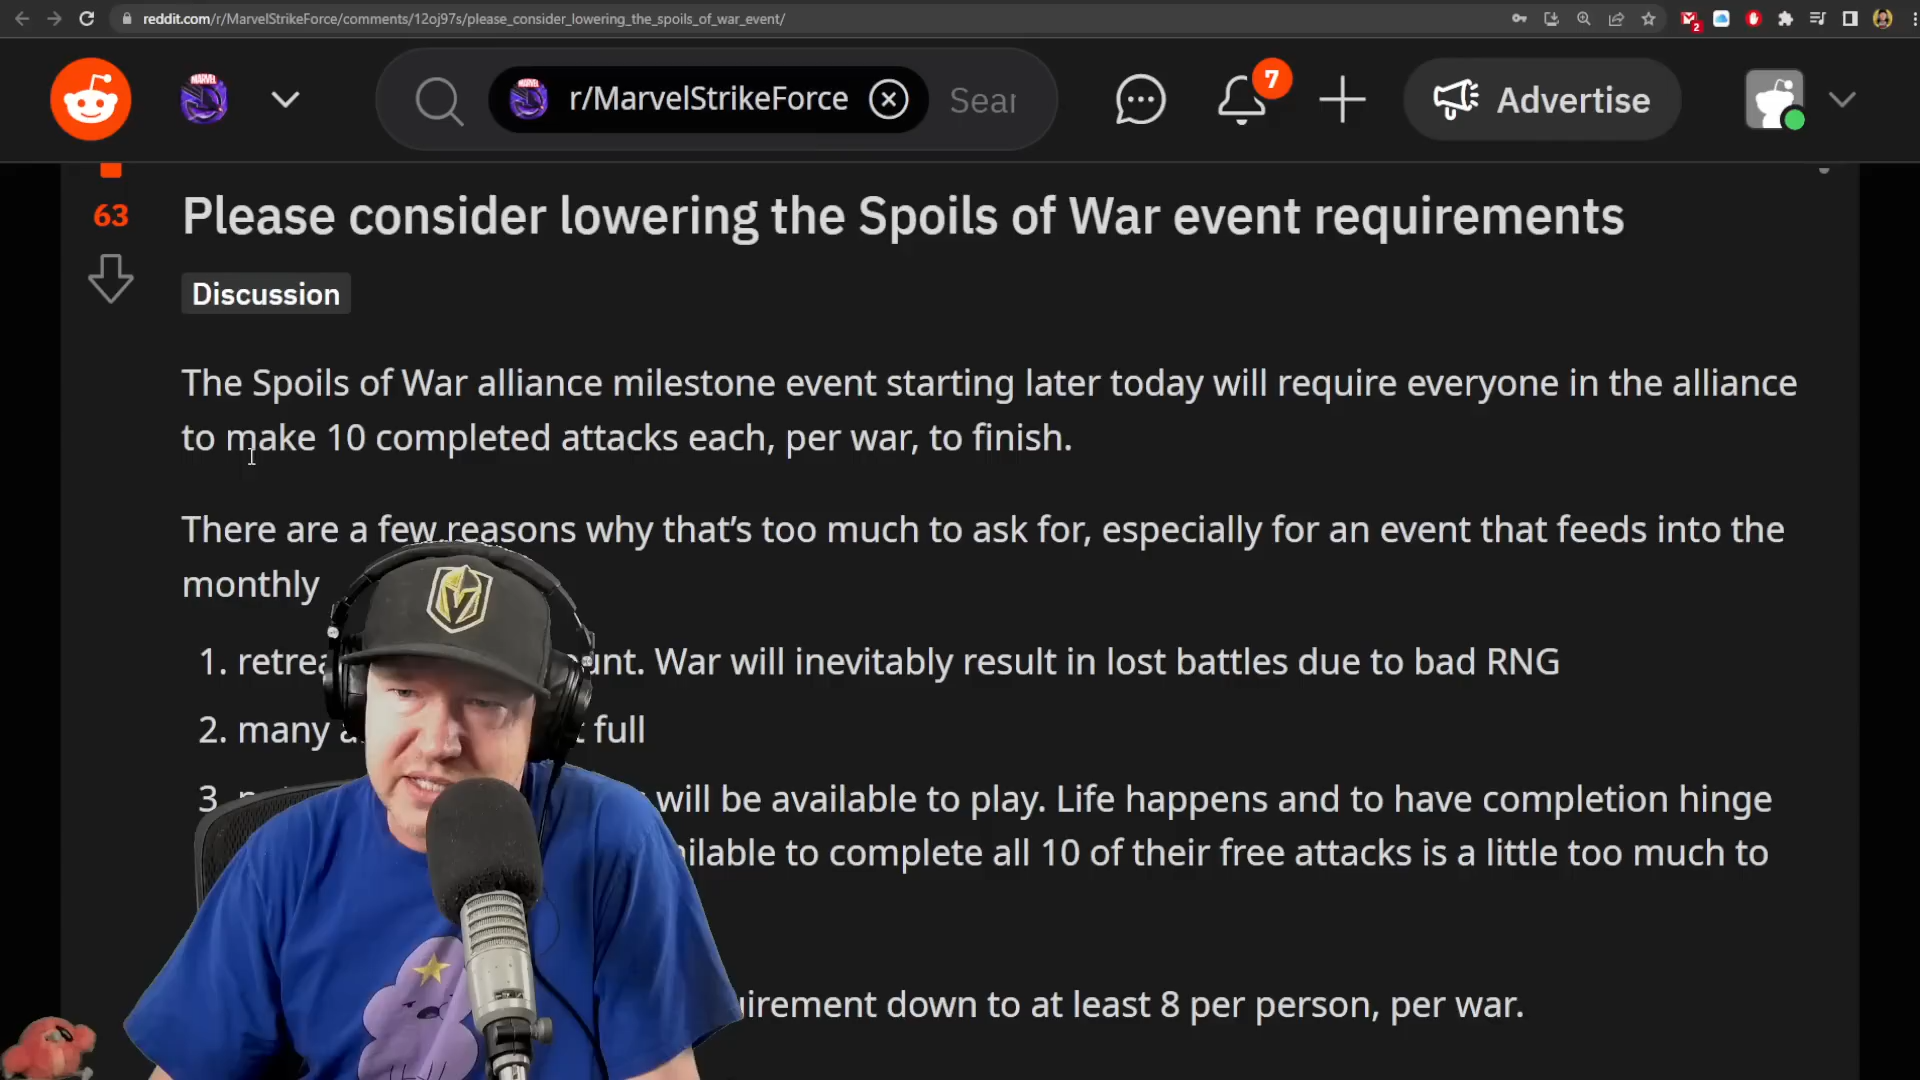 reddit.com/r/MarvelStrikeForce/comments/12oj97s/please_consider_lowering_the_spoils_of_war_event/
2
MARVEL
MARVEL
r/MarvelStrikeForce
Sear
7
Advertise
63
Please consider lowering the Spoils of War event requirements
Discussion
The Spoils of War alliance milestone event starting later today will require everyone in the alliance
to make 10 completed attacks each, per war, to finish.
There are a few reasons why that's too much to ask for, especially for an event that feeds into the
monthly
1. War will inevitably result in lost battles due to bad RNG
2. many full
3 will be available to play. Life happens and to have completion hinge
to complete all 10 of their free attacks is a little too much to
down to at least 8 per person, per war.